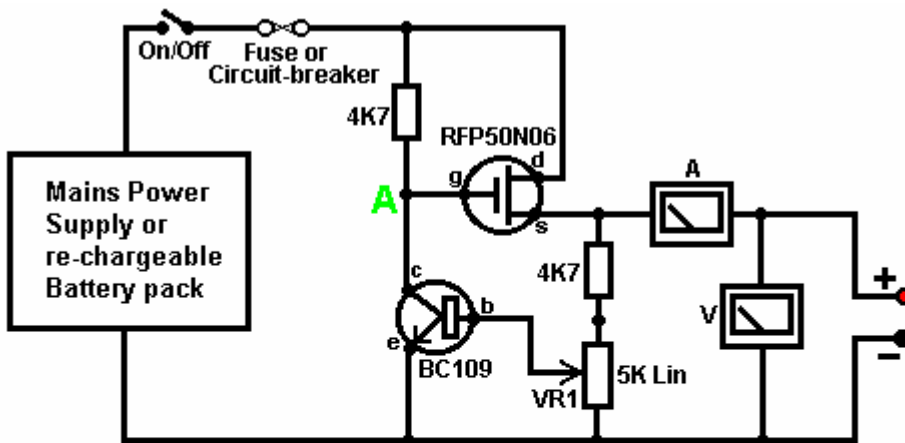 On/Off
Fuse or
Circuit-breaker
4K7
RFP50N06
d
g
s
A
A
Mains Power
Supply or
re-chargeable
Battery pack
c
b
e
BC109
4K7
VR1
5K Lin
V
+
−